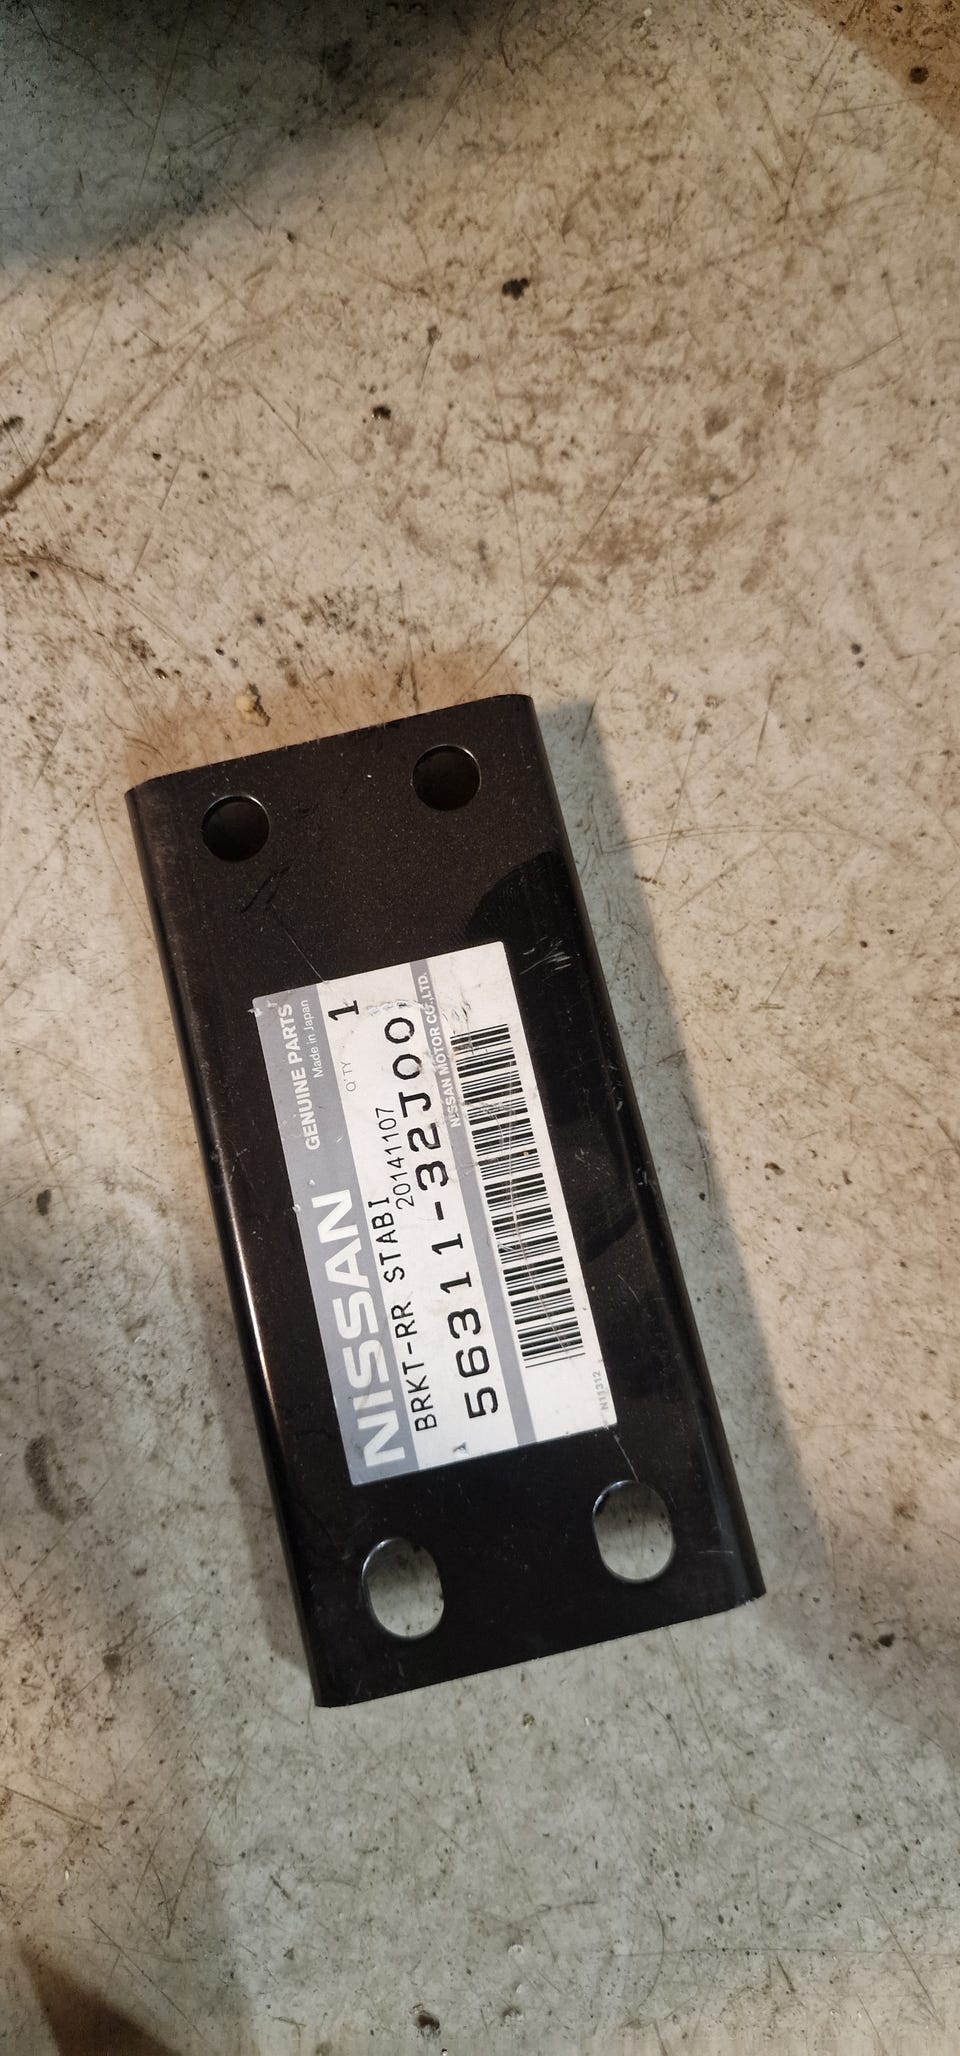 NISSAN GENUINE PARTS
Made in Japan
BRKT-RR STABI Q'TY 1
20141107
56311-32J00
NISSAN MOTOR CO.,LTD.
N11312